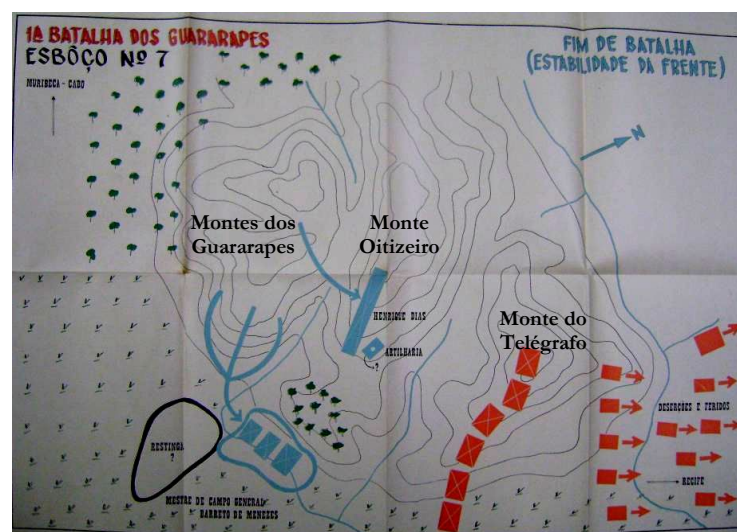 1ª BATALHA DOS GUARARAPES
ESBÔÇO Nº 7
FIM DE BATALHA
(ESTABILIDADE DA FRENTE)
MURIBECA - CABO
N
Montes dos
Guararapes
Monte
Oitizeiro
HENRIQUE DIAS
Monte do
Telégrafo
ARTILHARIA
?
DESERÇÕES E FERIDOS
RESTINGA
?
RECIFE
MESTRE DE CAMPO GENERAL
BARRETO DE MENEZES